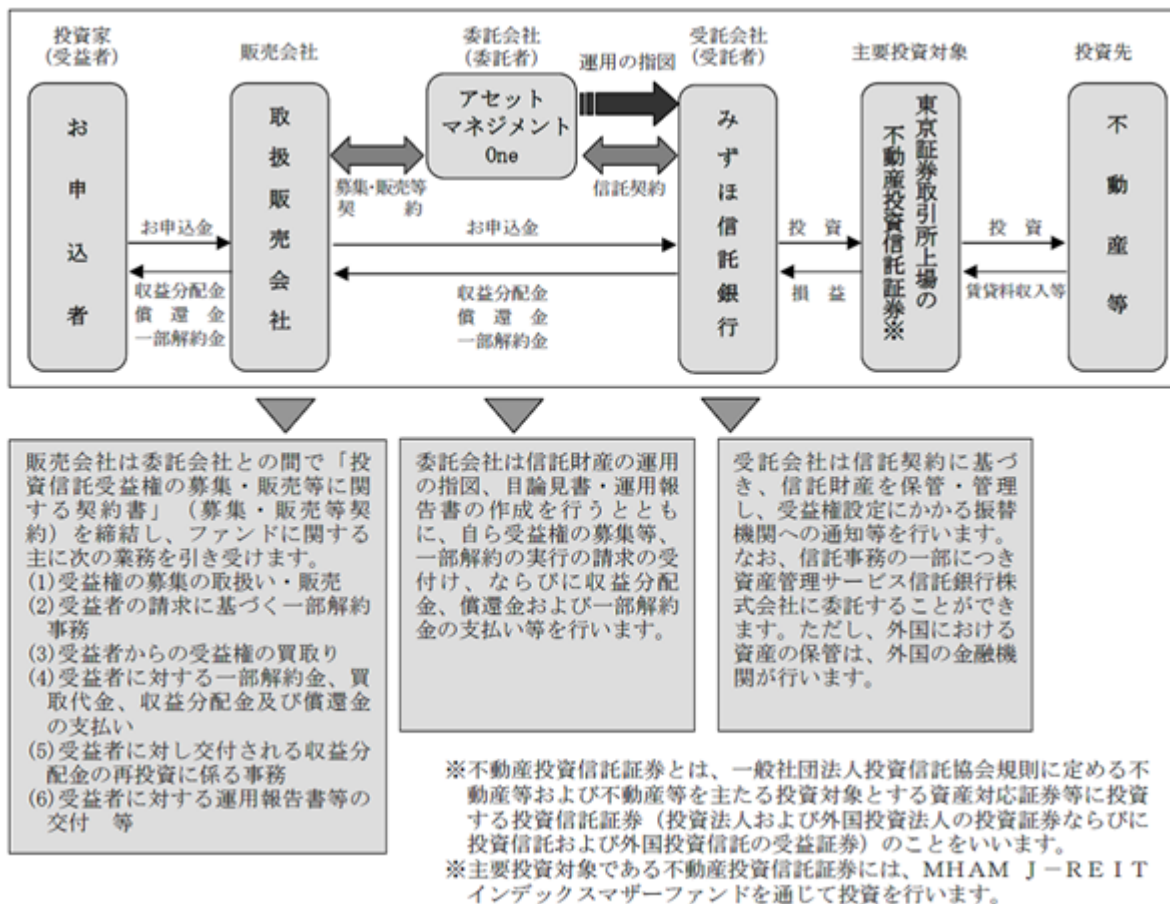 投資家
(受益者)
販売会社
委託会社
(委託者)
受託会社
(受託者)
主要投資対象
投資先
運用の指図
お申込者
取扱販売会社
アセット
マネジメント
One
みずほ信託銀行
東京証券取引所上場の
不動産投資信託証券※
不動産等
募集・販売等
契約
信託契約
お申込金
収益分配金
償還金
一部解約金
お申込金
収益分配金
償還金
一部解約金
投資
損益
投資
賃貸料収入等
販売会社は委託会社との間で「投
資信託受益権の募集・販売等に関
する契約書」（募集・販売等契
約）を締結し、ファンドに関する
主に次の業務を引き受けます。
(1)受益権の募集の取扱い・販売
(2)受益者の請求に基づく一部解約
事務
(3)受益者からの受益権の買取り
(4)受益者に対する一部解約金、買
取代金、収益分配金及び償還金
の支払い
(5)受益者に対し交付される収益分
配金の再投資に係る事務
(6)受益者に対する運用報告書等の
交付　等
委託会社は信託財産の運用
の指図、目論見書・運用報
告書の作成を行うととも
に、自ら受益権の募集等、
一部解約の実行の請求の受
付け、ならびに収益分配
金、償還金および一部解約
金の支払い等を行います。
受託会社は信託契約に基づ
き、信託財産を保管・管理
し、受益権設定にかかる振替
機関への通知等を行います。
なお、信託事務の一部につき
資産管理サービス信託銀行株
式会社に委託することができ
ます。ただし、外国における
資産の保管は、外国の金融機
関が行います。
※不動産投資信託証券とは、一般社団法人投資信託協会規則に定める不
動産等および不動産等を主たる投資対象とする資産対応証券等に投資
する投資信託証券（投資法人および外国投資法人の投資証券ならびに
投資信託および外国投資信託の受益証券）のことをいいます。
※主要投資対象である不動産投資信託証券には、ＭＨＡＭ　Ｊ－ＲＥＩＴ
インデックスマザーファンドを通じて投資を行います。